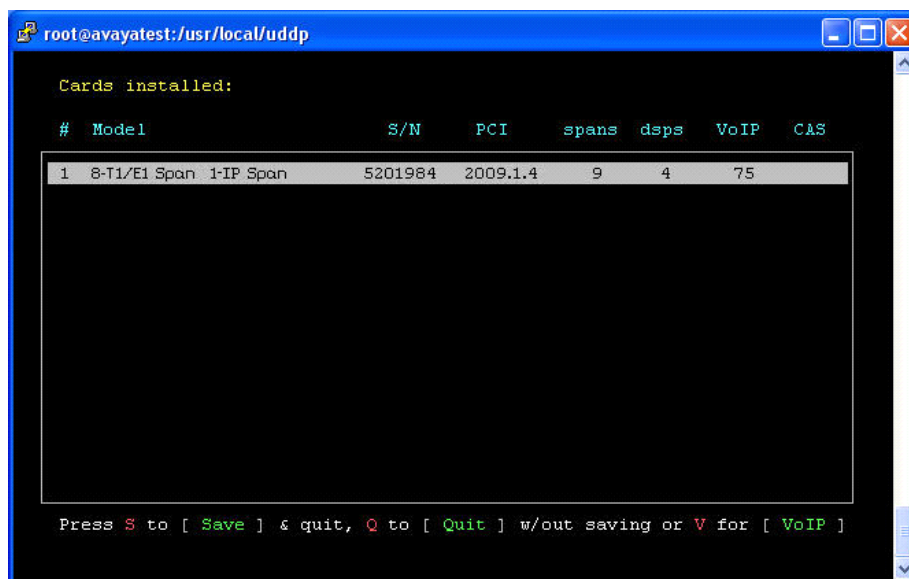 root@avayatest:/usr/local/uddp
Cards installed:
# Model S/N PCI spans dsps VoIP CAS
1 8-T1/E1 Span 1-IP Span 5201984 2009.1.4 9 4 75
Press S to [ Save ] & quit, Q to [ Quit ] w/out saving or V for [ VoIP ]